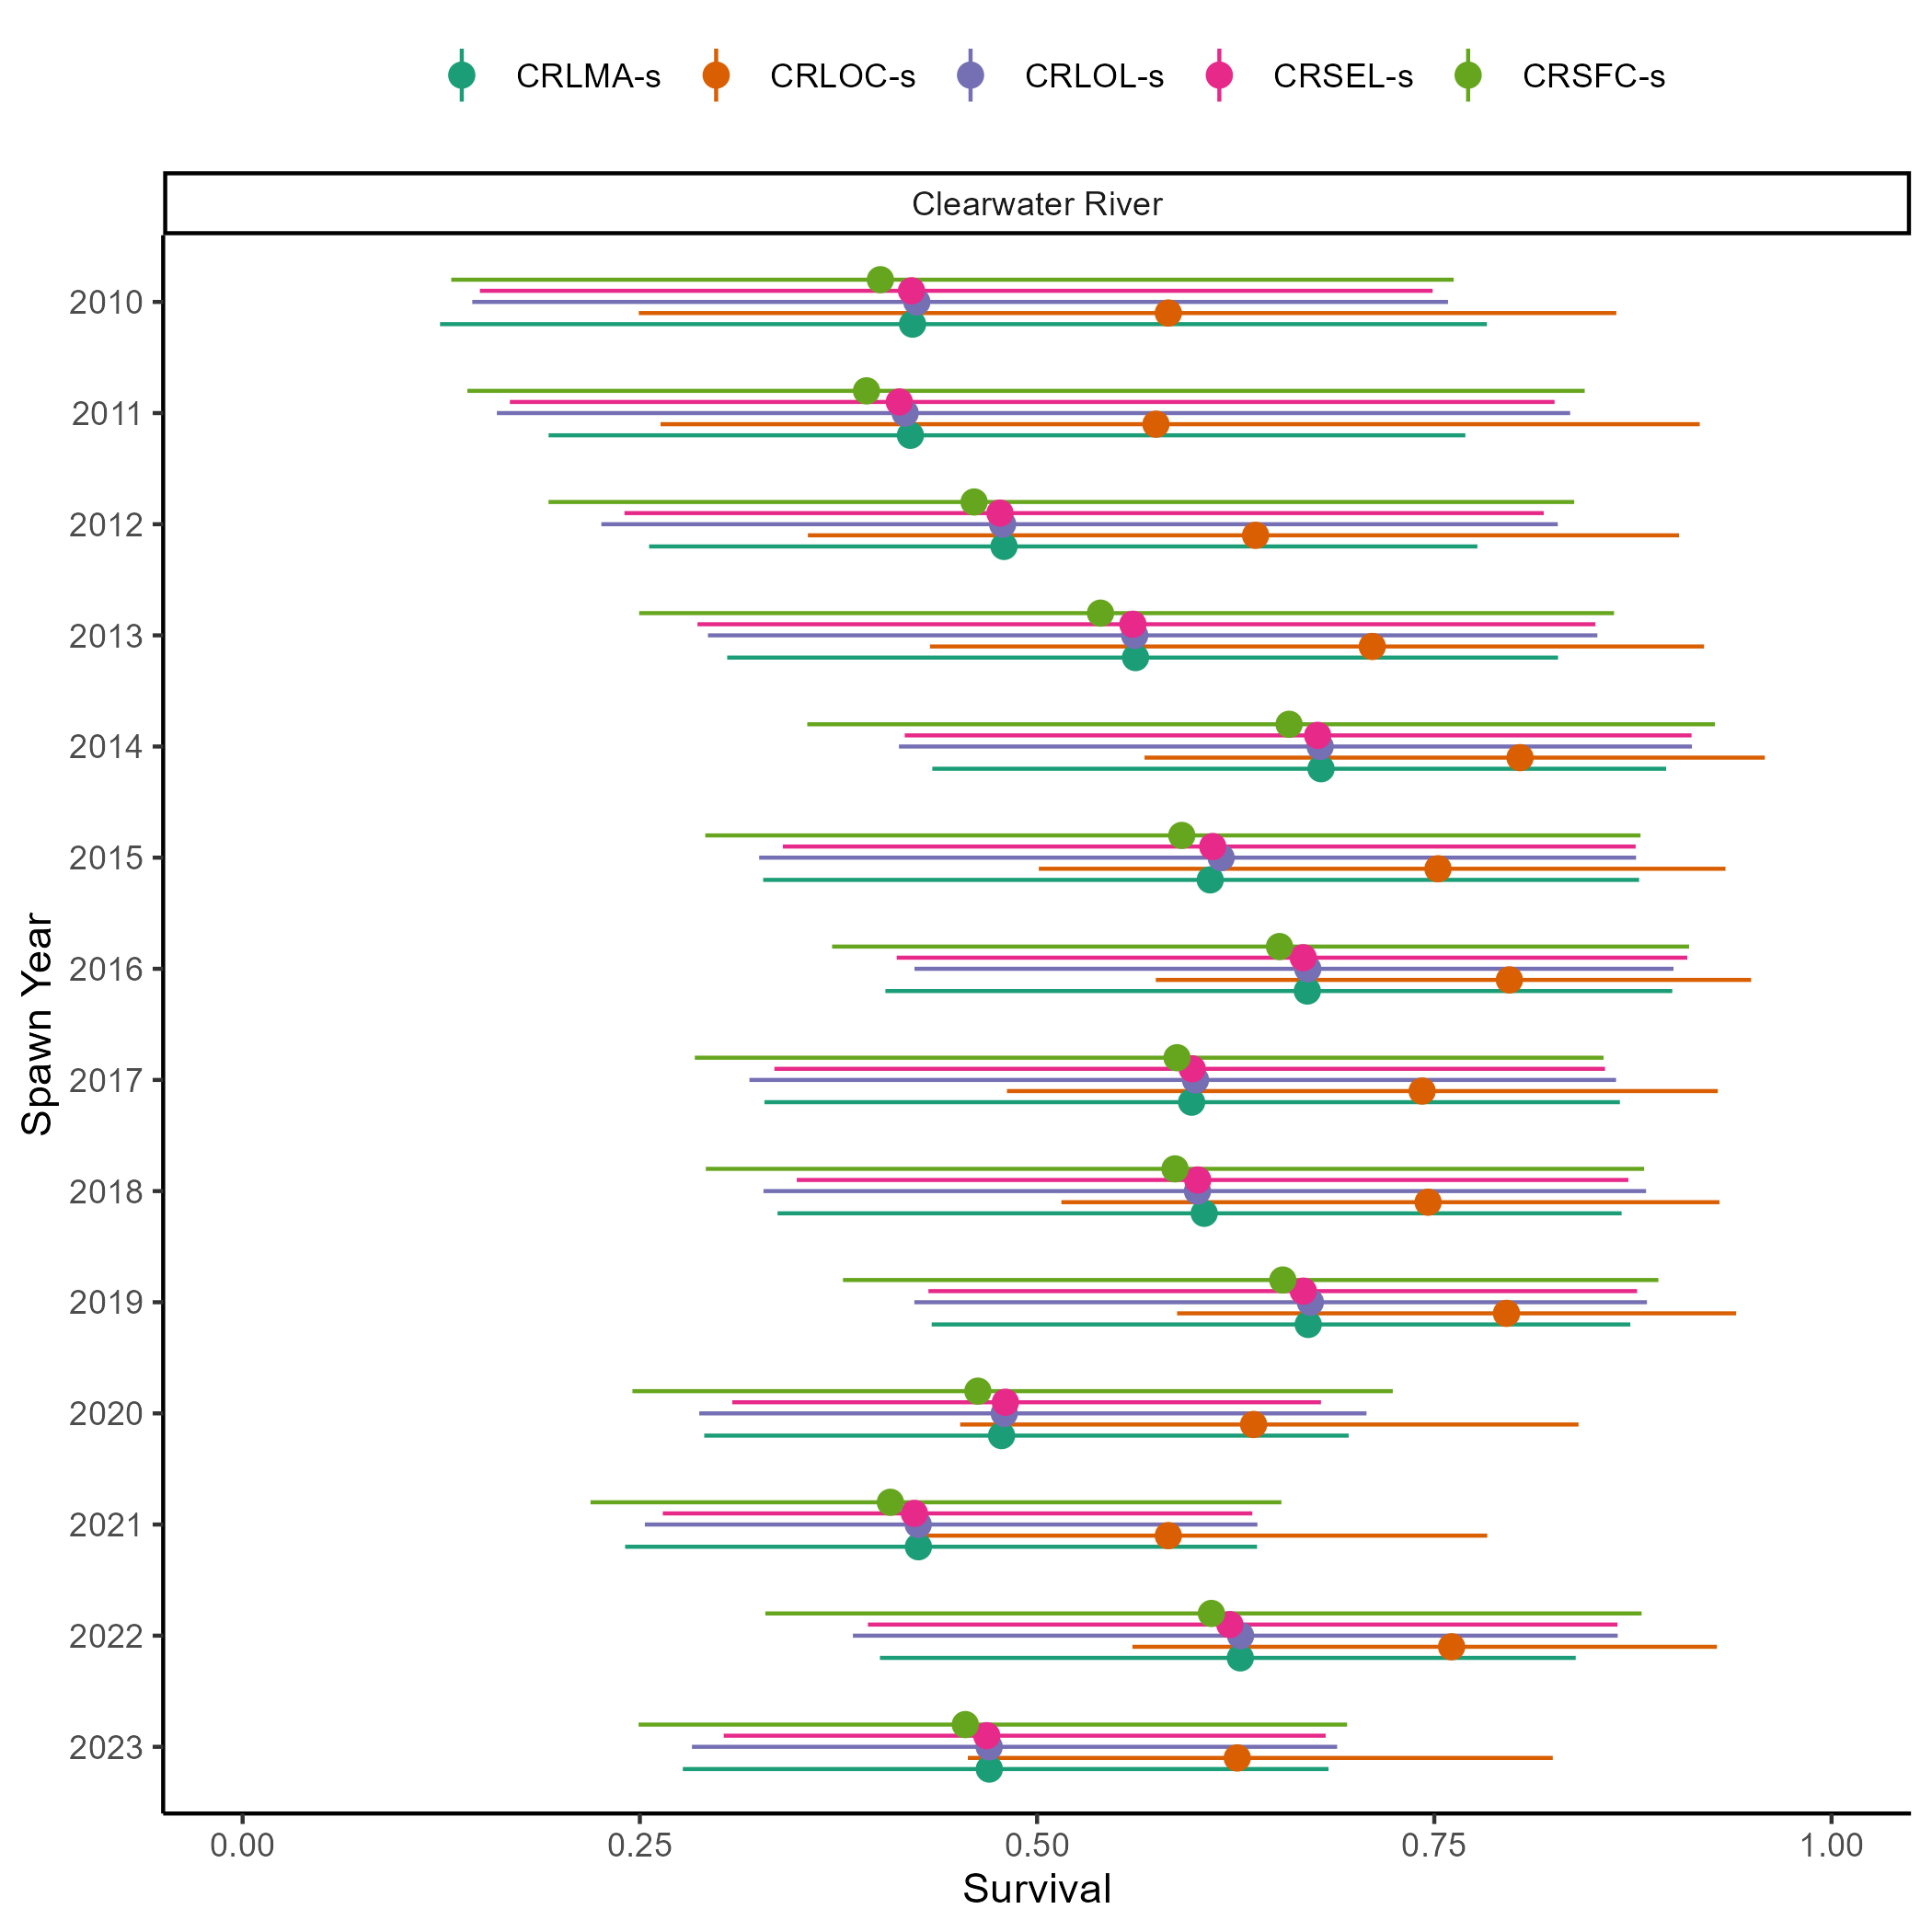 CRLMA-s CRLOC-s CRLOL-s CRSEL-s CRSFC-s
Clearwater River
2010
2011
2012
2013
2014
2015
2016
2017
2018
2019
2020
2021
2022
2023
Spawn Year
0.00 0.25 0.50 0.75 1.00
Survival